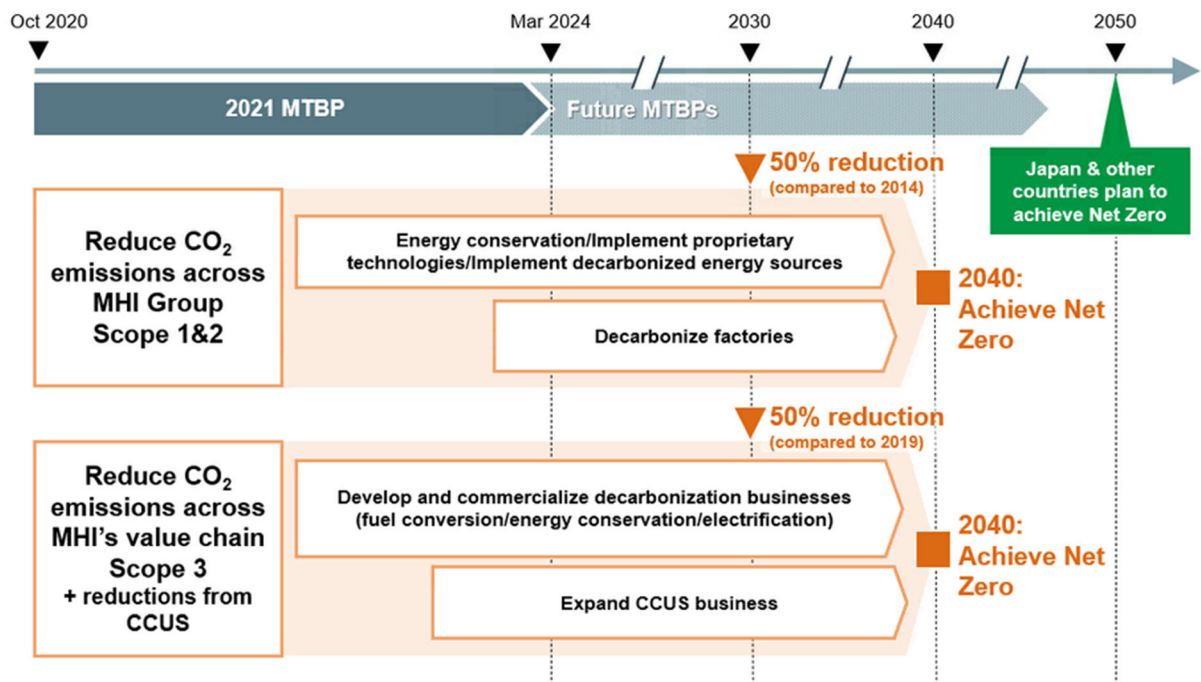 Oct 2020
Mar 2024
2030
2040
2050
2021 MTBP
Future MTBPs
Japan & other
countries plan to
achieve Net Zero
50% reduction
(compared to 2014)
Reduce CO₂
emissions across
MHI Group
Scope 1&2
Energy conservation/Implement proprietary
technologies/Implement decarbonized energy sources
Decarbonize factories
2040:
Achieve Net
Zero
50% reduction
(compared to 2019)
Reduce CO₂
emissions across
MHI's value chain
Scope 3
+ reductions from
CCUS
Develop and commercialize decarbonization businesses
(fuel conversion/energy conservation/electrification)
Expand CCUS business
2040:
Achieve Net
Zero